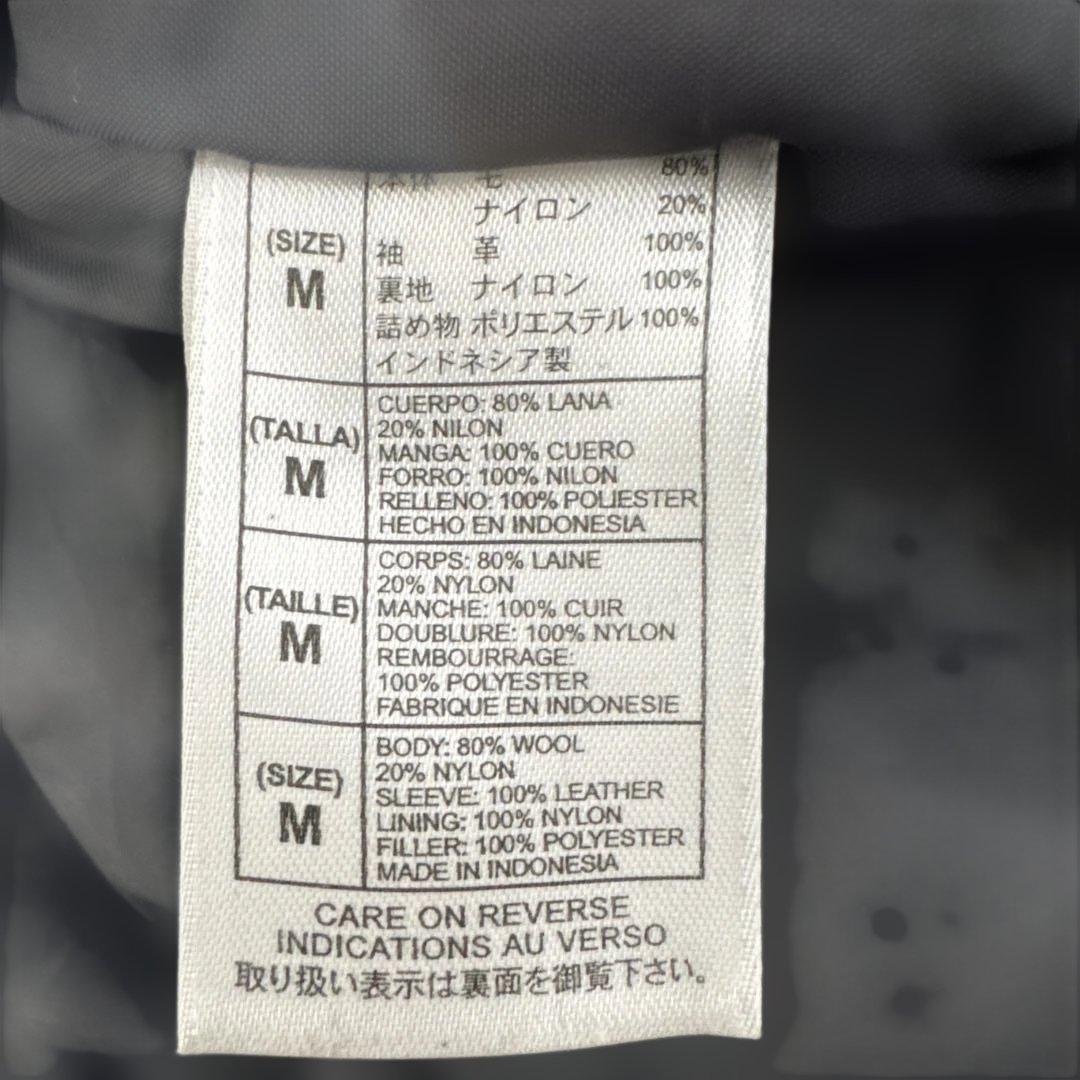 本体 毛 80%
ナイロン 20%
(SIZE) M
袖 革 100%
裏地 ナイロン 100%
詰め物 ポリエステル 100%
インドネシア製
(TALLA) M
CUERPO: 80% LANA
20% NILON
MANGA: 100% CUERO
FORRO: 100% NILON
RELLENO: 100% POLIESTER
HECHO EN INDONESIA
(TAILLE) M
CORPS: 80% LAINE
20% NYLON
MANCHE: 100% CUIR
DOUBLURE: 100% NYLON
REMBOURRAGE:
100% POLYESTER
FABRIQUE EN INDONESIE
(SIZE) M
BODY: 80% WOOL
20% NYLON
SLEEVE: 100% LEATHER
LINING: 100% NYLON
FILLER: 100% POLYESTER
MADE IN INDONESIA
CARE ON REVERSE
INDICATIONS AU VERSO
取り扱い表示は裏面を御覧下さい。